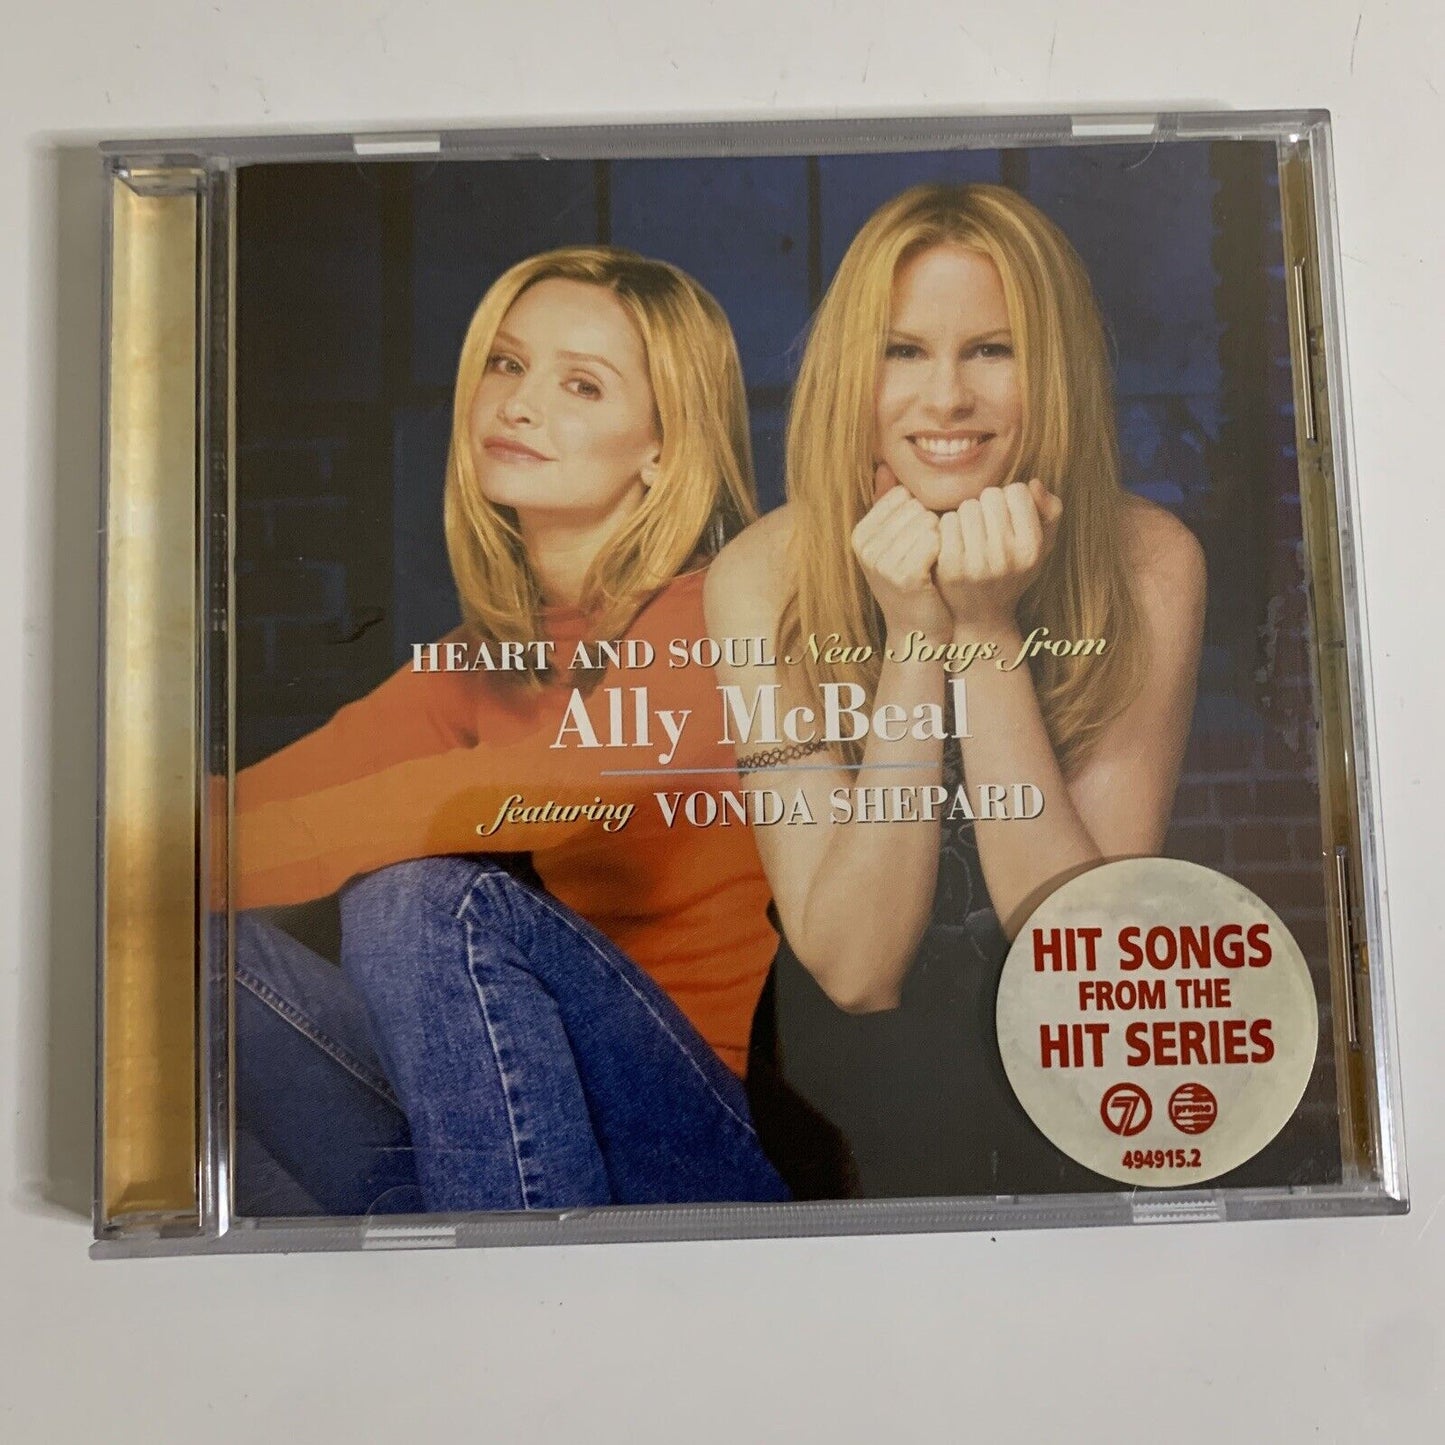 HEART AND SOUL New Songs from
Ally McBeal
featuring VONDA SHEPARD
HIT SONGS
FROM THE
HIT SERIES
7 prime
494915.2